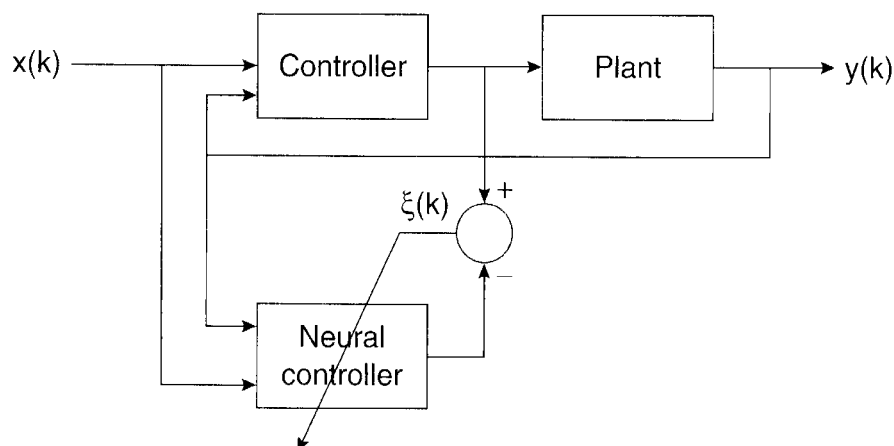 x(k)
Controller
Plant
y(k)
+
ξ(k)
−
Neural
controller